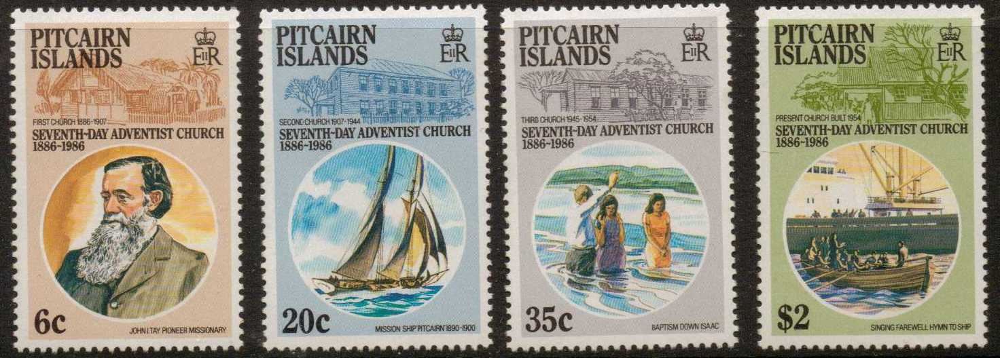 PITCAIRN
ISLANDS
EIIR
FIRST CHURCH 1886-1907
SEVENTH-DAY ADVENTIST CHURCH
1886-1986
6c
JOHN I.TAY PIONEER MISSIONARY
PITCAIRN
ISLANDS
EIIR
SECOND CHURCH 1907-1944
SEVENTH-DAY ADVENTIST CHURCH
1886-1986
20c
MISSION SHIP 'PITCAIRN' 1890-1900
PITCAIRN
ISLANDS
EIIR
THIRD CHURCH 1945-1954
SEVENTH-DAY ADVENTIST CHURCH
1886-1986
35c
BAPTISM DOWN ISAAC
PITCAIRN
ISLANDS
EIIR
PRESENT CHURCH BUILT 1954
SEVENTH-DAY ADVENTIST CHURCH
1886-1986
$2
SINGING FAREWELL HYMN TO SHIP